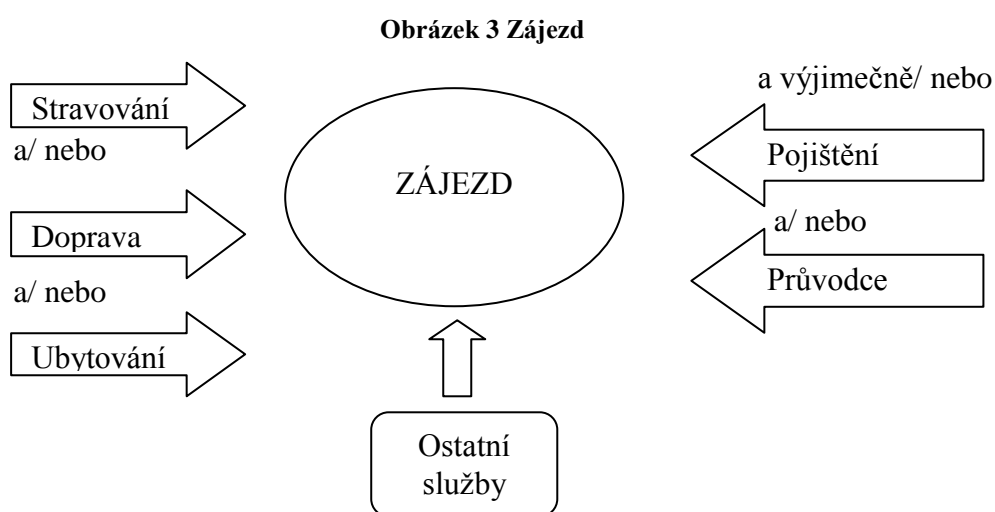 Obrázek 3 Zájezd
Stravování
a/ nebo
Doprava
a/ nebo
Ubytování
ZÁJEZD
a výjimečně/ nebo
Pojištění
a/ nebo
Průvodce
Ostatní
služby